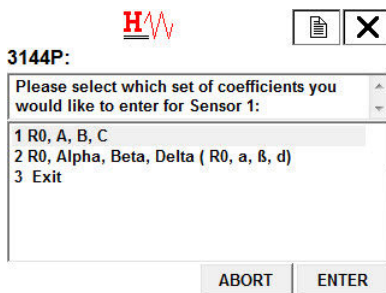 H
3144P:
Please select which set of coefficients you
would like to enter for Sensor 1:
1 R0, A, B, C
2 R0, Alpha, Beta, Delta ( R0, a, ß, d)
3 Exit
ABORT
ENTER